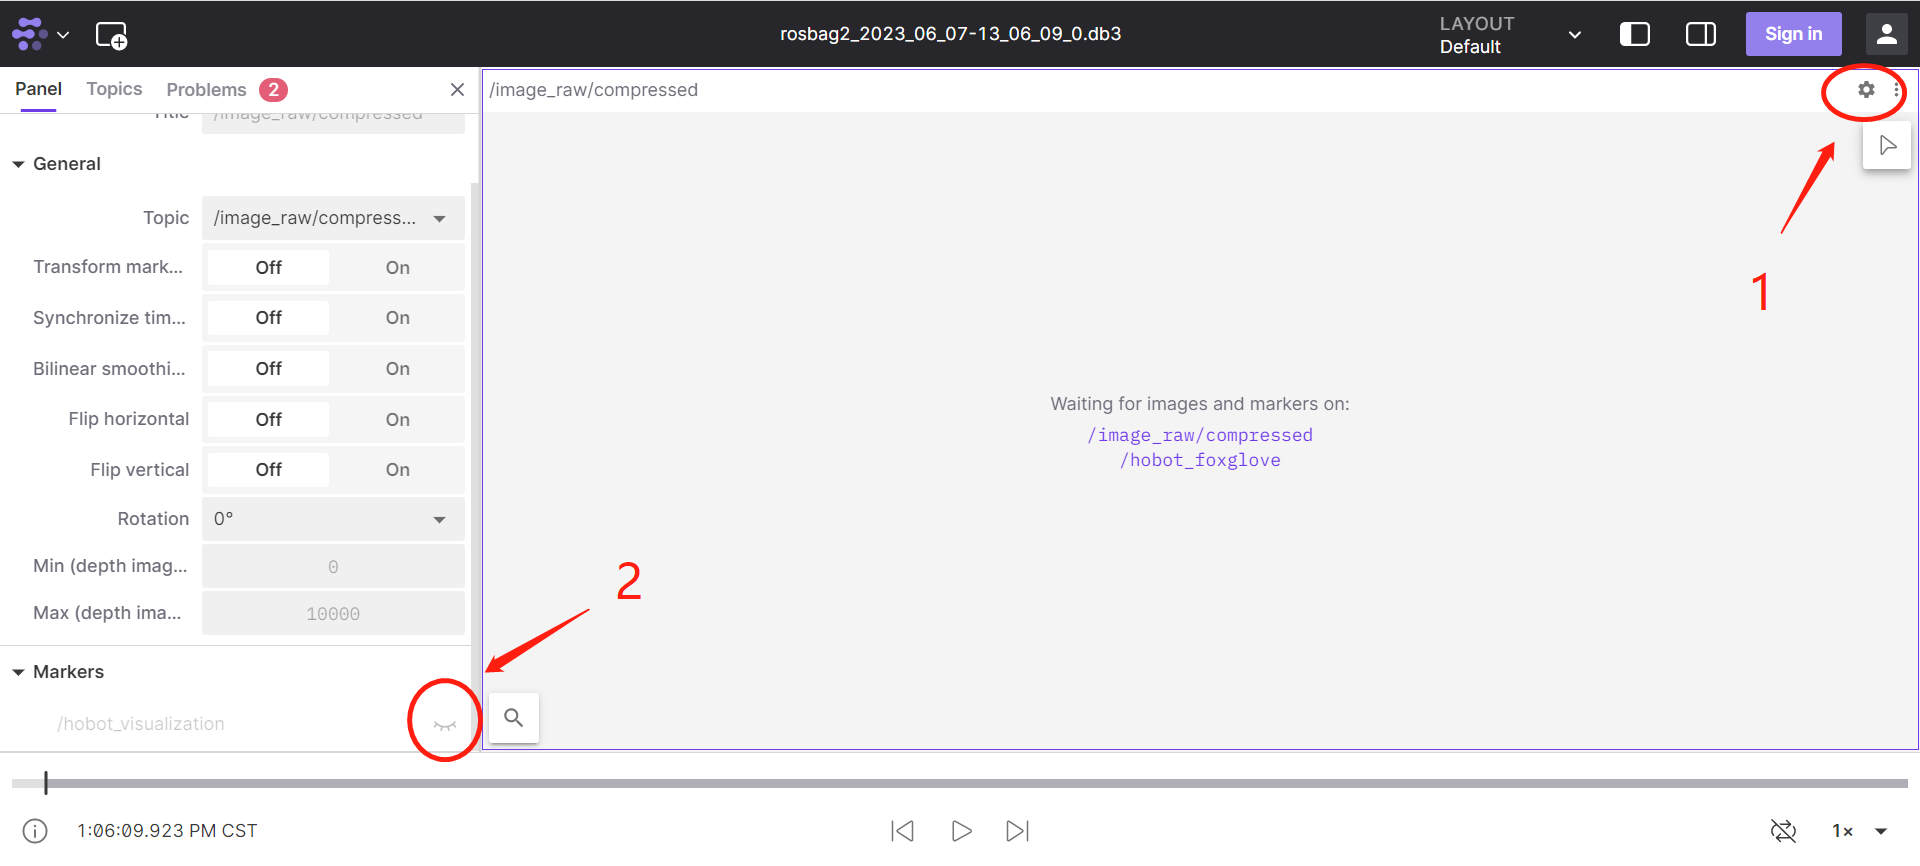 rosbag2_2023_06_07-13_06_09_0.db3
LAYOUT
Default
Sign in
Panel
Topics
Problems
2
/image_raw/compressed
Title
/image_raw/compressed
General
Topic
/image_raw/compress...
Transform mark...
Off
On
Synchronize tim...
Off
On
Bilinear smoothi...
Off
On
Flip horizontal
Off
On
Flip vertical
Off
On
Rotation
0°
Min (depth imag...
0
Max (depth ima...
10000
Markers
/hobot_visualization
Waiting for images and markers on:
/image_raw/compressed
/hobot_foxglove
1
2
1:06:09.923 PM CST
1×